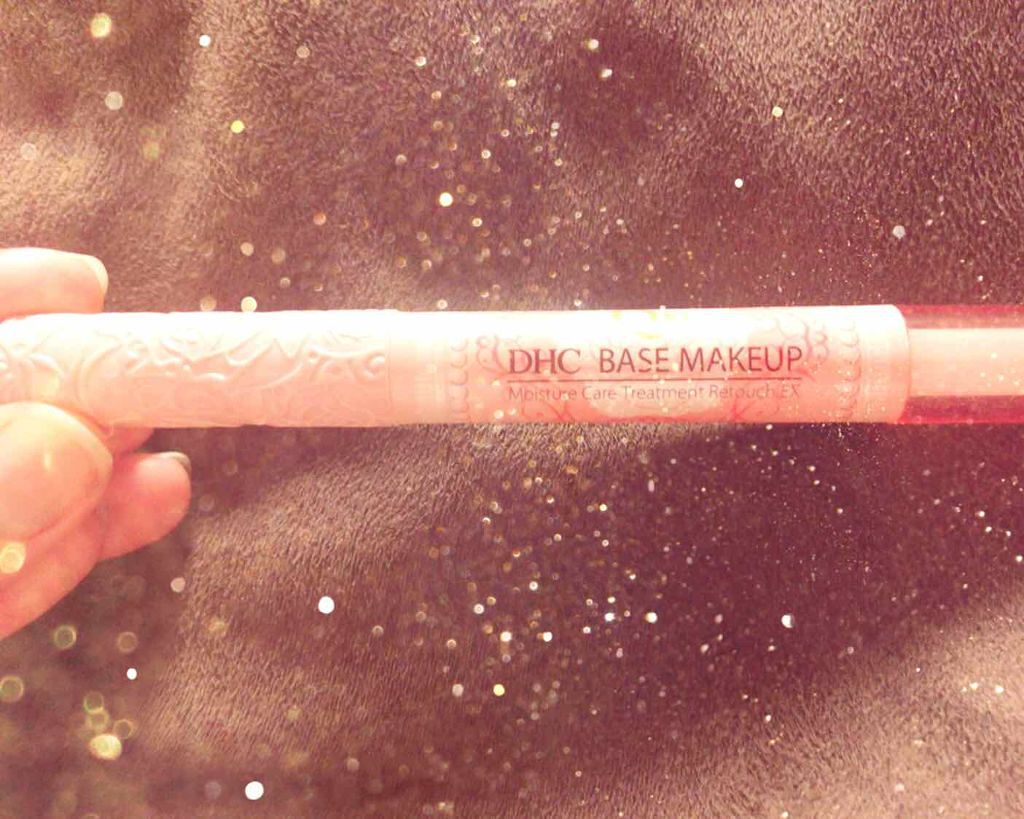 DHC BASE MAKEUP
Moisture Care Treatment Retouch EX